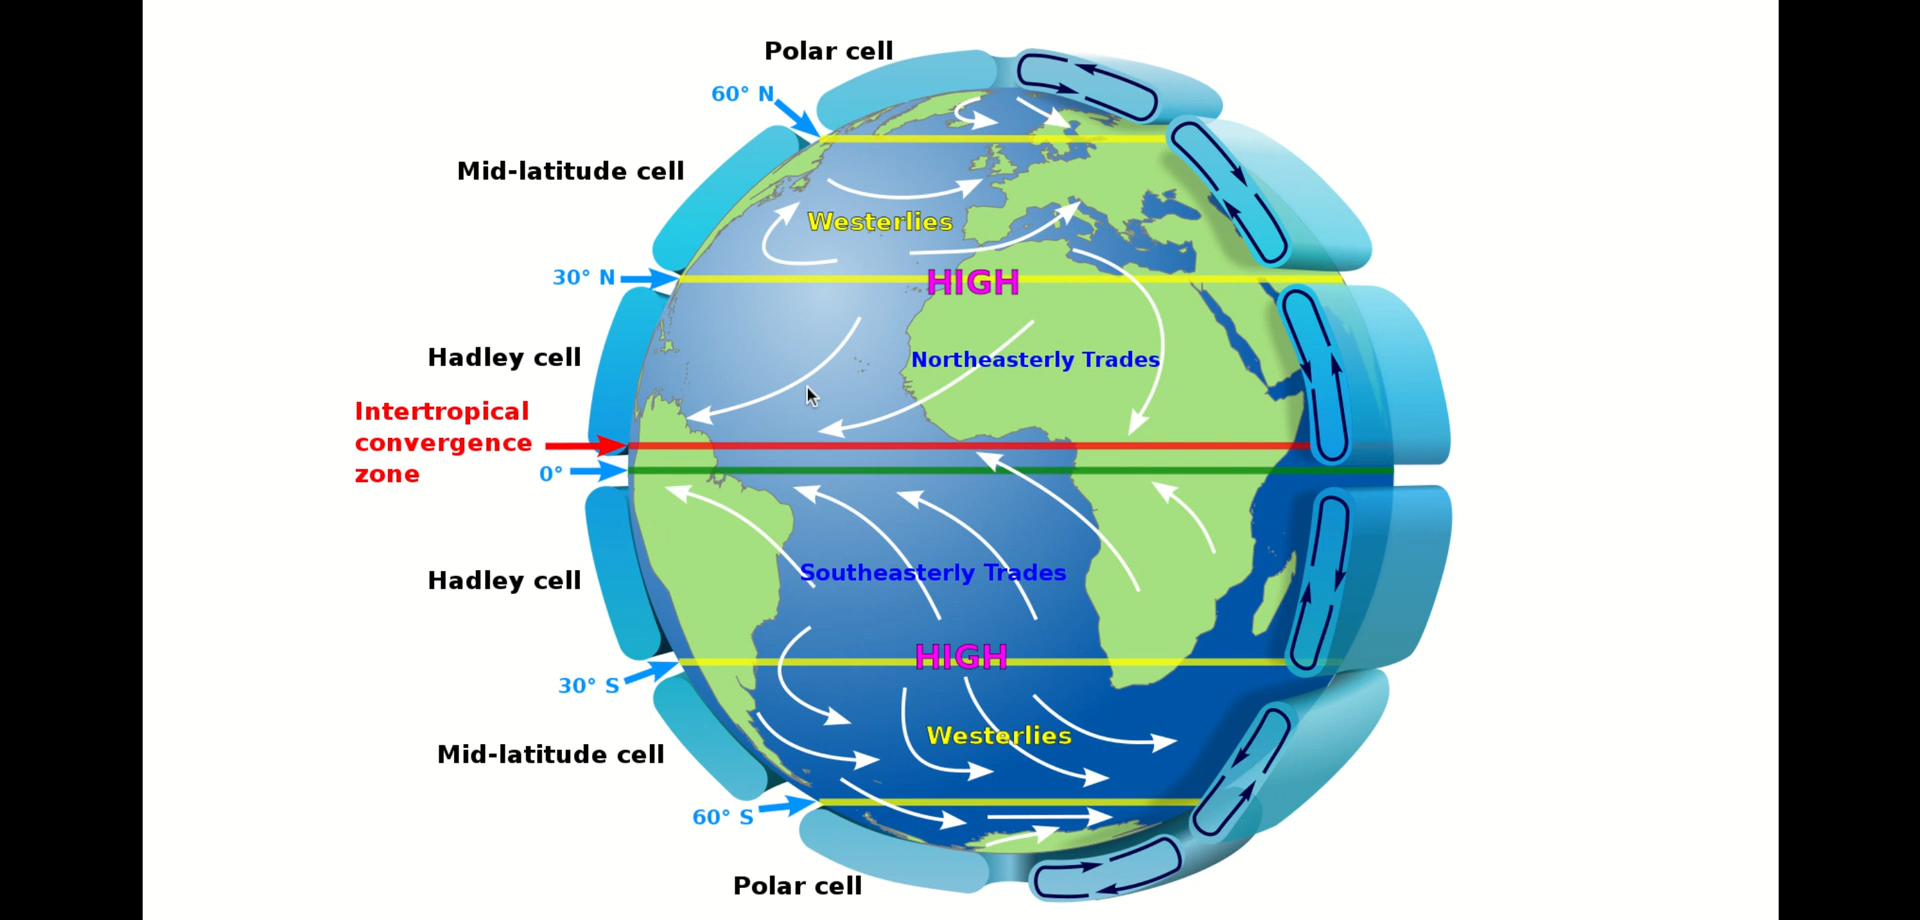 Polar cell
60° N
Mid-latitude cell
Westerlies
30° N
HIGH
Hadley cell
Northeasterly Trades
Intertropical
convergence
zone
0°
Hadley cell
Southeasterly Trades
HIGH
30° S
Westerlies
Mid-latitude cell
60° S
Polar cell